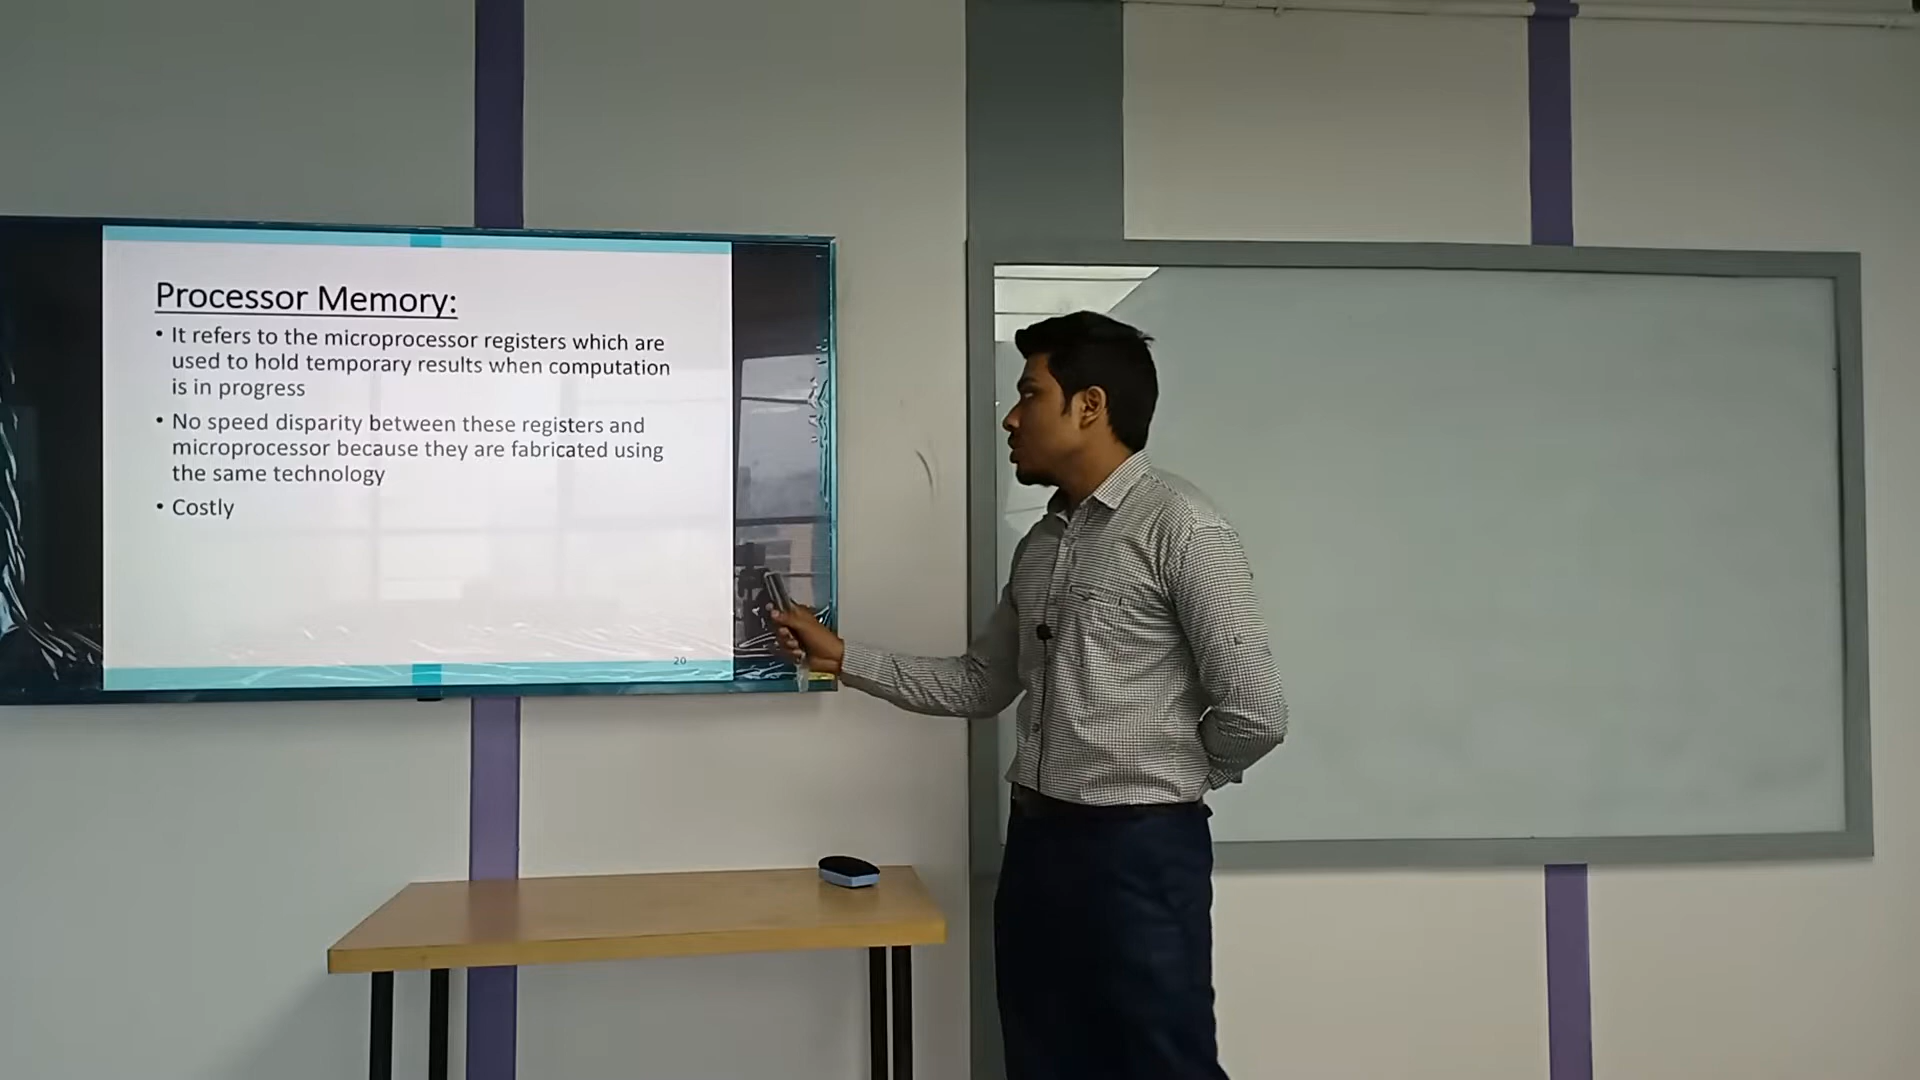 Processor Memory:
• It refers to the microprocessor registers which are
used to hold temporary results when computation
is in progress
• No speed disparity between these registers and
microprocessor because they are fabricated using
the same technology
• Costly
20